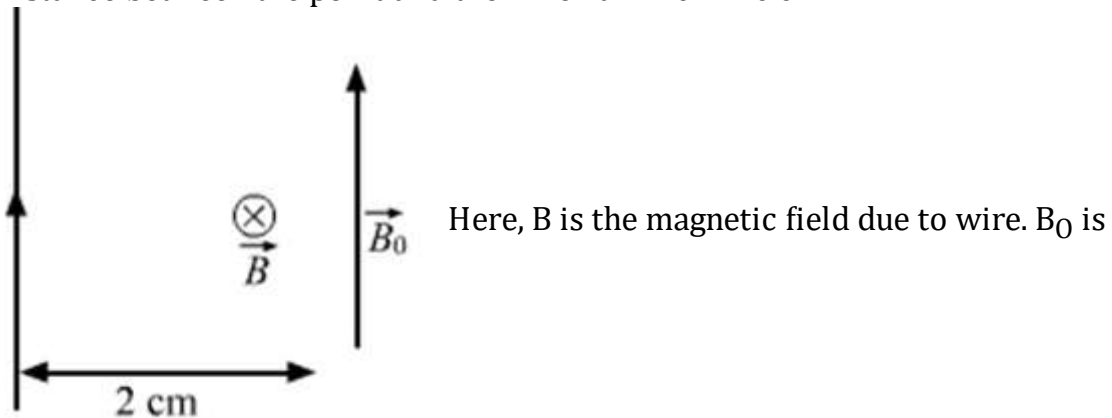 Here, B is the magnetic field due to wire. B₀ is
B
B₀
2 cm